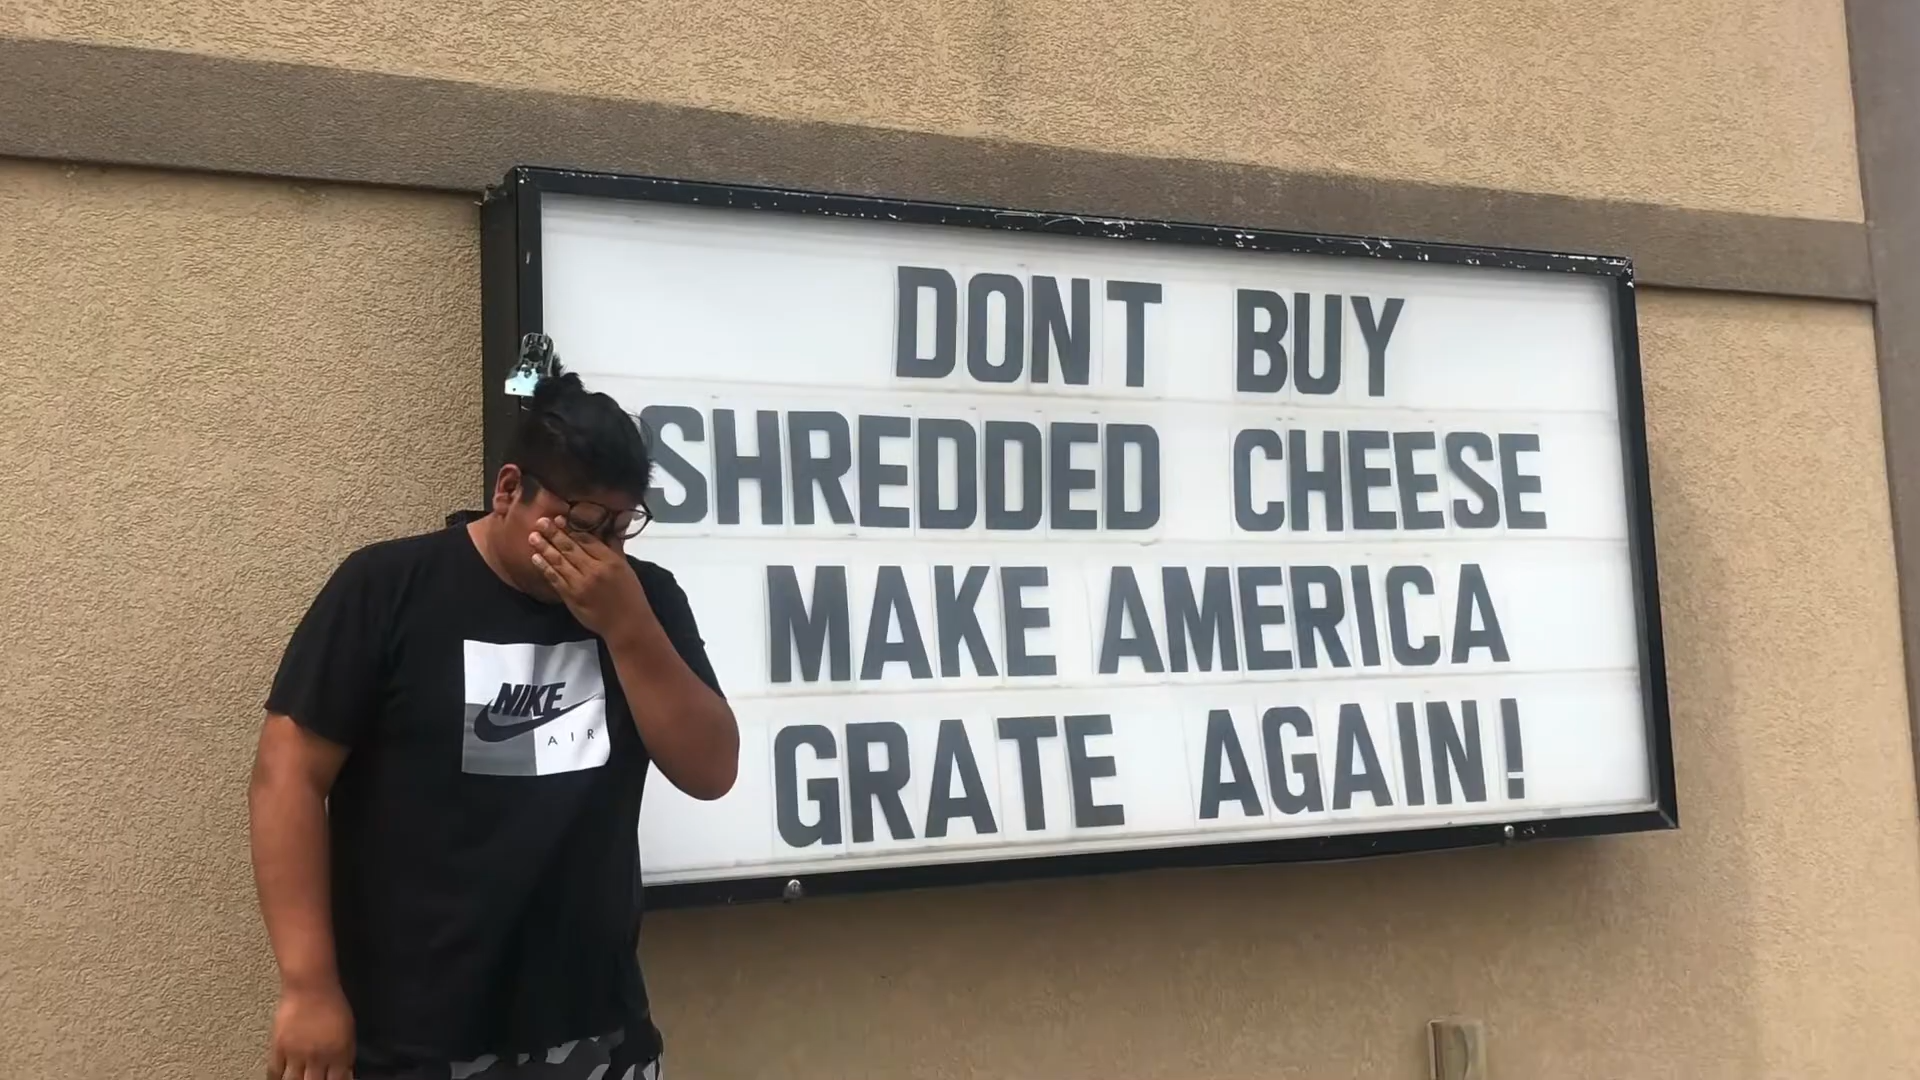 DONT BUY
SHREDDED CHEESE
MAKE AMERICA
GRATE AGAIN!
NIKE
AIR